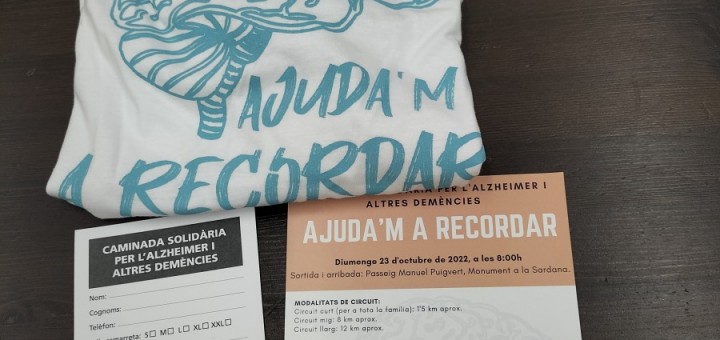 AJUDA'M
A RECORDAR
CAMINADA SOLIDÀRIA
PER L'ALZHEIMER I
ALTRES DEMÈNCIES
Nom:
Cognoms:
Telèfon:
S M L XL XXL
PER L'ALZHEIMER I
ALTRES DEMÈNCIES
AJUDA'M A RECORDAR
Diumenge 23 d'octubre de 2022, a les 8:00h
Sortida i arribada: Passeig Manuel Puigvert, Monument a la Sardana.
MODALITATS DE CIRCUIT:
Circuit curt (per a tota la família): 1'5 km aprox.
Circuit mig: 8 km aprox.
Circuit llarg: 12 km aprox.